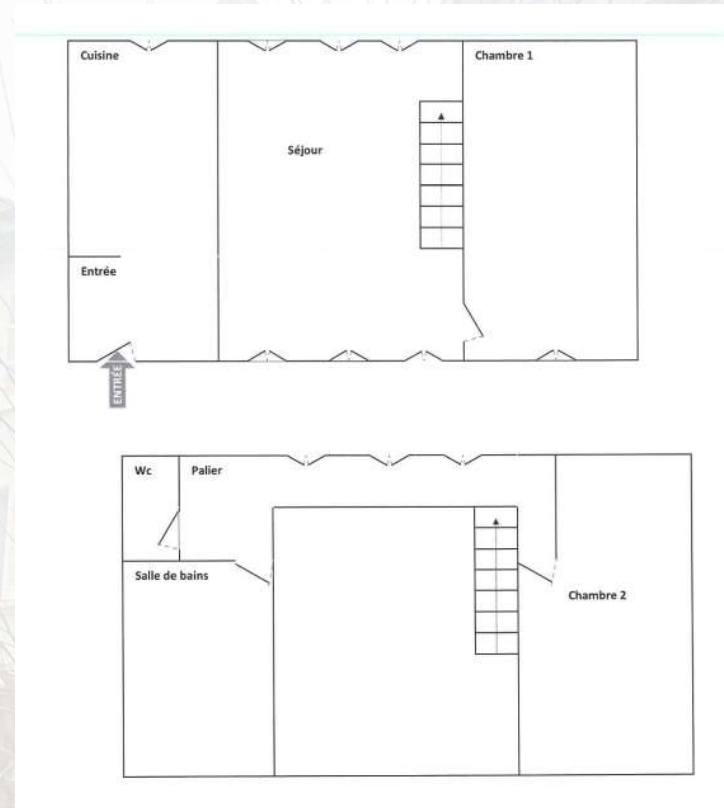 Cuisine
Séjour
Chambre 1
Entrée
ENTRÉE
Wc
Palier
Salle de bains
Chambre 2